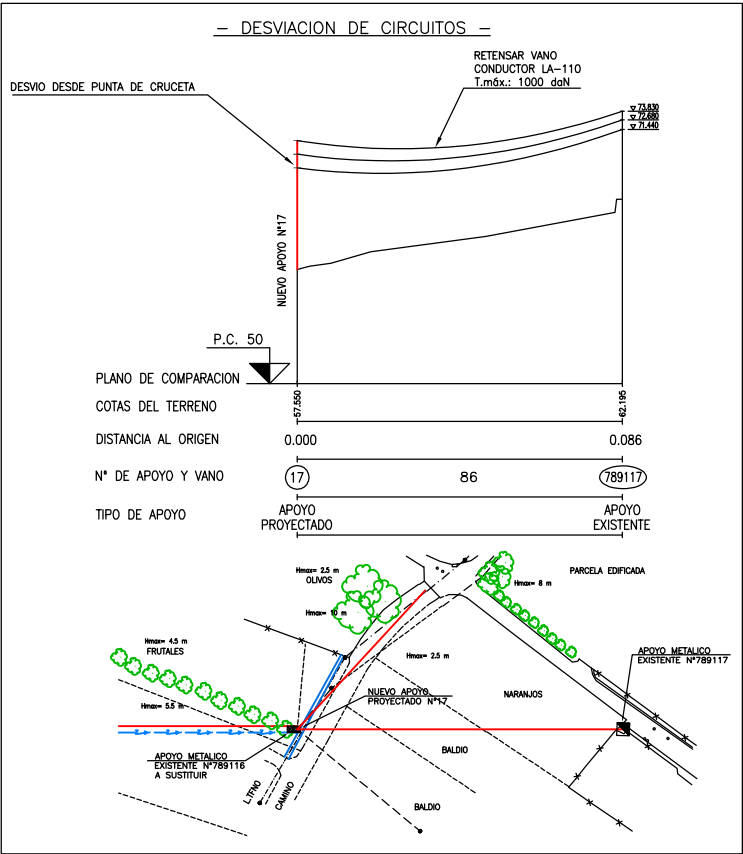 — DESVIACION DE CIRCUITOS —
RETENSAR VANO
CONDUCTOR LA-110
T.máx.: 1000 daN
DESVIO DESDE PUNTA DE CRUCETA
73.830
72.680
71.440
NUEVO APOYO Nº17
P.C. 50
PLANO DE COMPARACION
COTAS DEL TERRENO
57.550
62.195
DISTANCIA AL ORIGEN
0.000
0.086
Nº DE APOYO Y VANO
17
86
789117
TIPO DE APOYO
APOYO
PROYECTADO
APOYO
EXISTENTE
Hmax= 2.5 m
OLIVOS
Hmax= 10 m
Hmax= 8 m
PARCELA EDIFICADA
Hmax= 4.5 m
FRUTALES
Hmax= 2.5 m
APOYO METALICO
EXISTENTE Nº789117
Hmax= 5.5 m
NUEVO APOYO
PROYECTADO Nº17
NARANJOS
APOYO METALICO
EXISTENTE Nº789116
A SUSTITUIR
BALDIO
L.TFNO
CAMINO
BALDIO